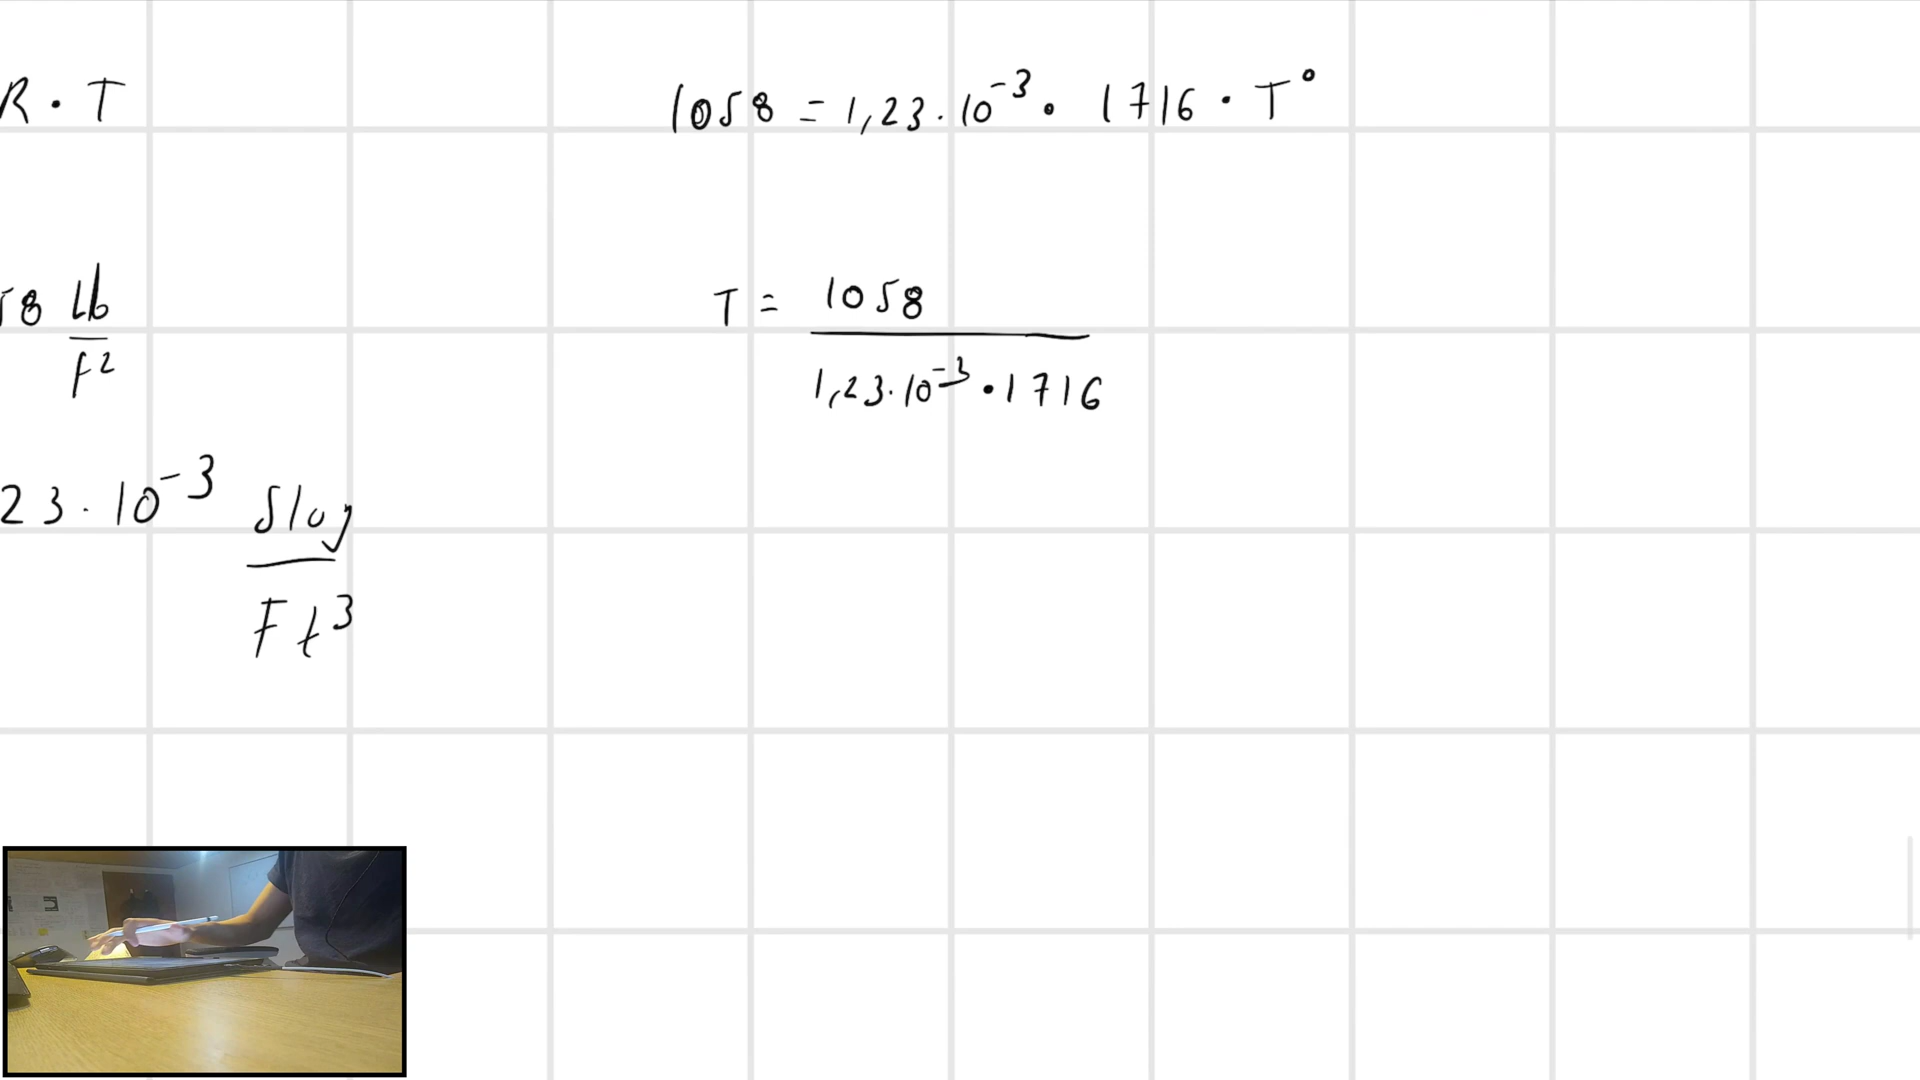 R · T
1058 = 1,23 · 10⁻³ · 1716 · T°
58 Lb
F²
T = 1058
1,23 · 10⁻³ · 1716
23 · 10⁻³ Slug
Ft³